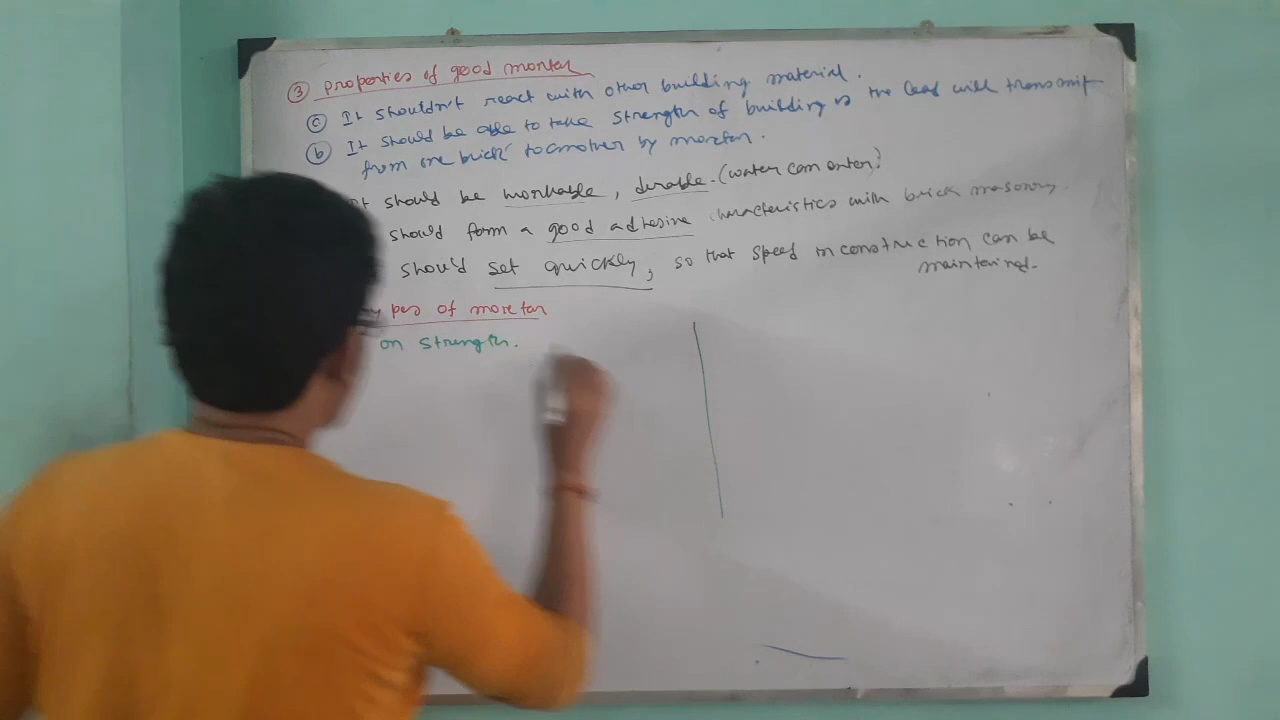 ③ properties of good mortar
ⓒ It shouldn't react with other building material.
ⓑ It should be able to take strength of building is the load will transmit
from one brick to another by mortar.
It should be workable, durable. (water can enter)
should form a good adhesive characteristics with brick masonry.
should set quickly, so that speed in construction can be
maintained.
pes of moretar
on strength.